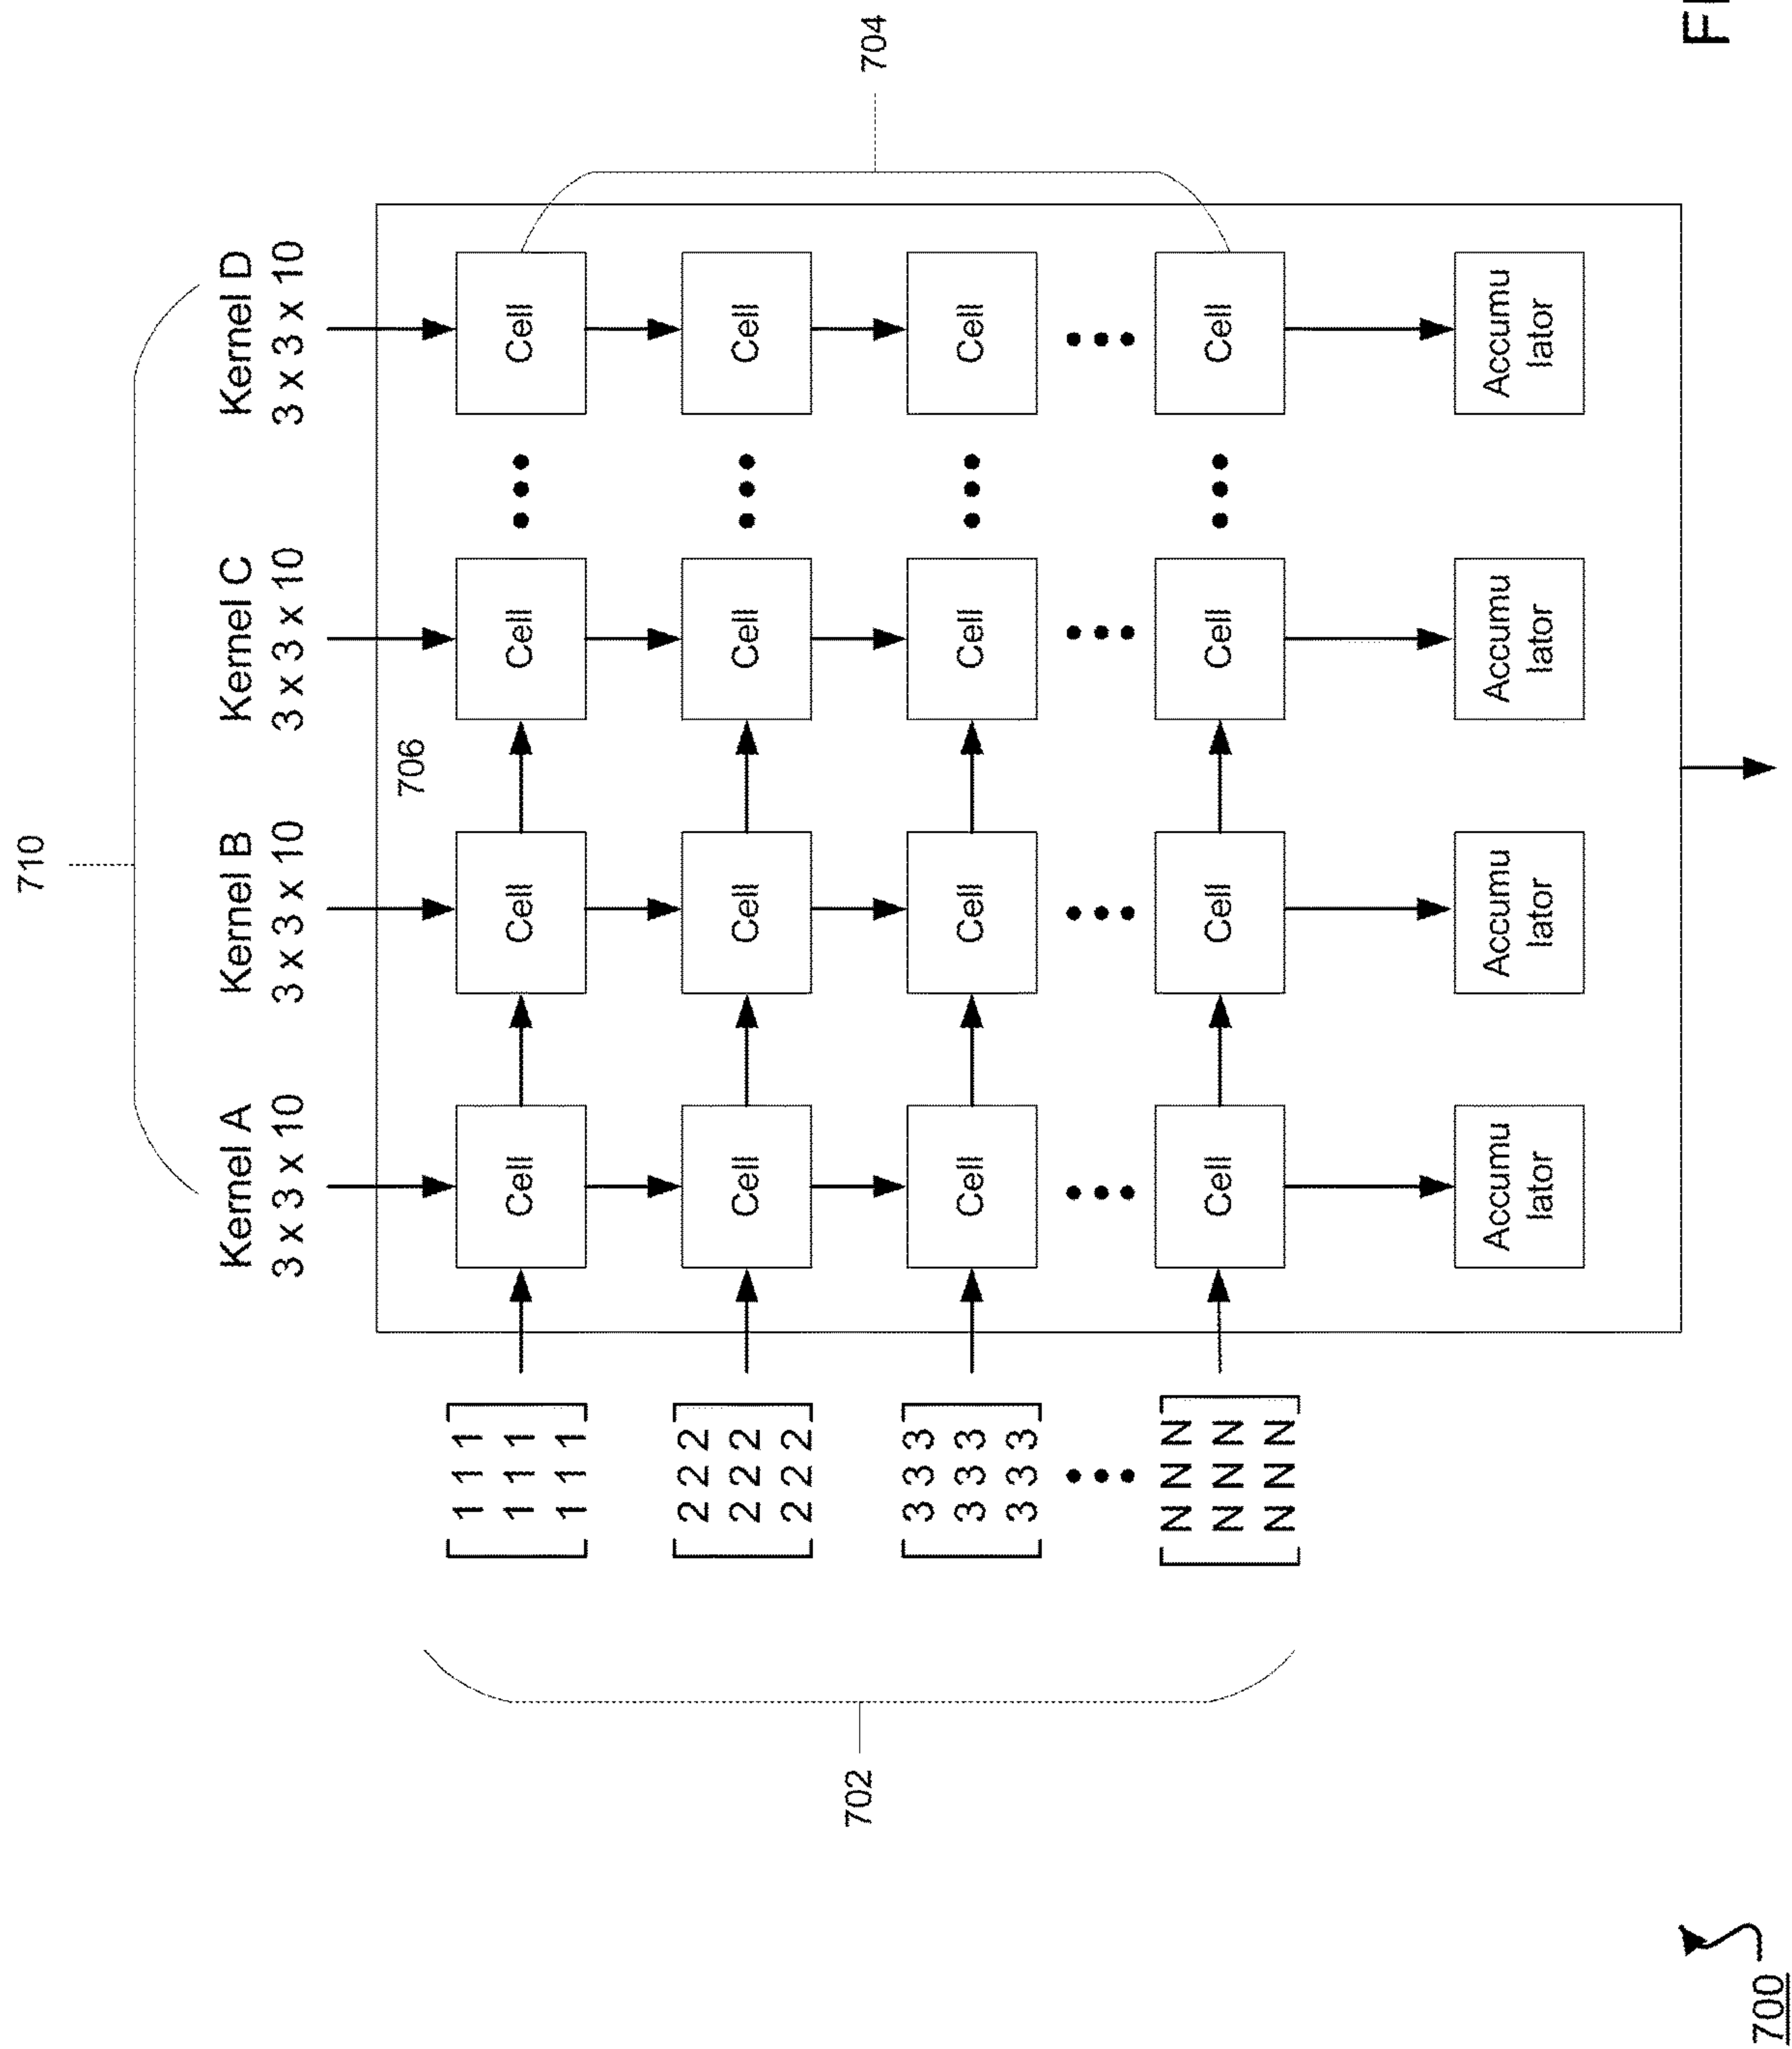 710
Kernel A
3 x 3 x 10
Kernel B
3 x 3 x 10
Kernel C
3 x 3 x 10
Kernel D
3 x 3 x 10
706
1 1 1
1 1 1
1 1 1
Cell
Cell
Cell
Cell
2 2 2
2 2 2
2 2 2
Cell
Cell
Cell
Cell
702
704
3 3 3
3 3 3
3 3 3
Cell
Cell
Cell
Cell
N N N
N N N
N N N
Cell
Cell
Cell
Cell
Accumu
lator
Accumu
lator
Accumu
lator
Accumu
lator
700